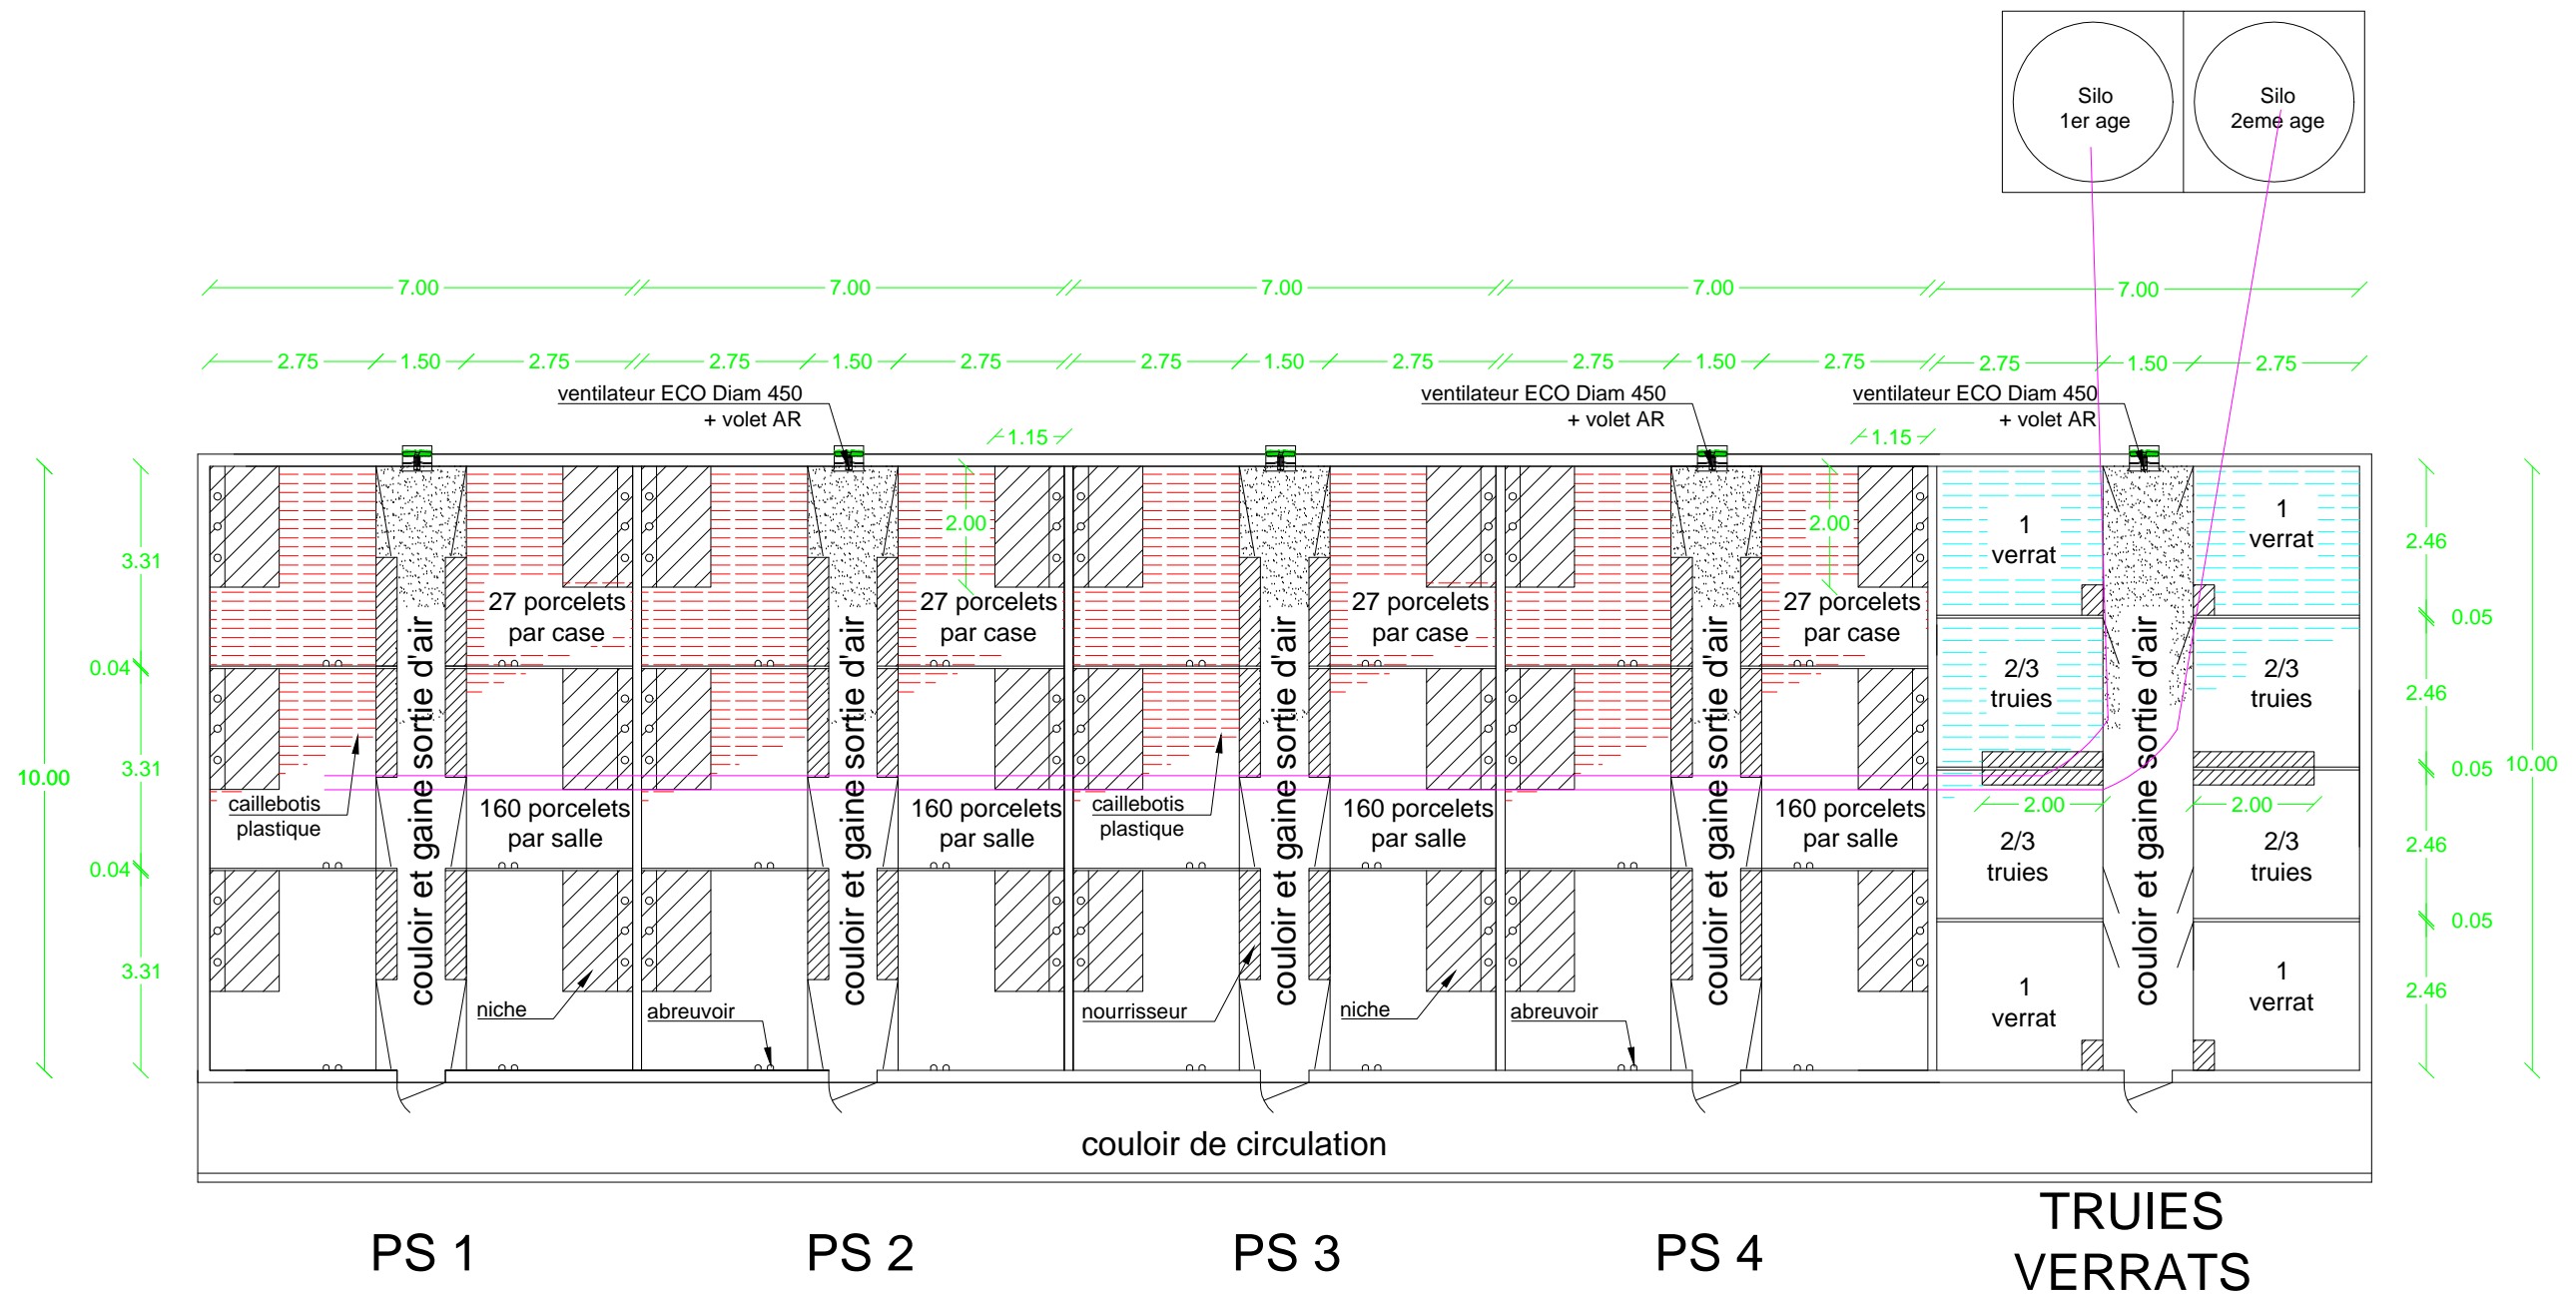 Silo
1er age
Silo
2eme age
7.00
7.00
7.00
7.00
7.00
2.75
1.50
2.75
2.75
1.50
2.75
2.75
1.50
2.75
2.75
1.50
2.75
2.75
1.50
2.75
ventilateur ECO Diam 450
+ volet AR
ventilateur ECO Diam 450
+ volet AR
ventilateur ECO Diam 450
+ volet AR
1.15
1.15
2.00
2.00
10.00
3.31
0.04
3.31
0.04
3.31
27 porcelets
par case
27 porcelets
par case
27 porcelets
par case
27 porcelets
par case
couloir et gaine sortie d'air
couloir et gaine sortie d'air
couloir et gaine sortie d'air
couloir et gaine sortie d'air
couloir et gaine sortie d'air
caillebotis
plastique
160 porcelets
par salle
160 porcelets
par salle
caillebotis
plastique
160 porcelets
par salle
160 porcelets
par salle
niche
abreuvoir
nourrisseur
niche
abreuvoir
1
verrat
1
verrat
2/3
truies
2/3
truies
2.00
2.00
2/3
truies
2/3
truies
1
verrat
1
verrat
2.46
0.05
2.46
0.05
2.46
0.05
2.46
10.00
couloir de circulation
PS 1
PS 2
PS 3
PS 4
TRUIES
VERRATS